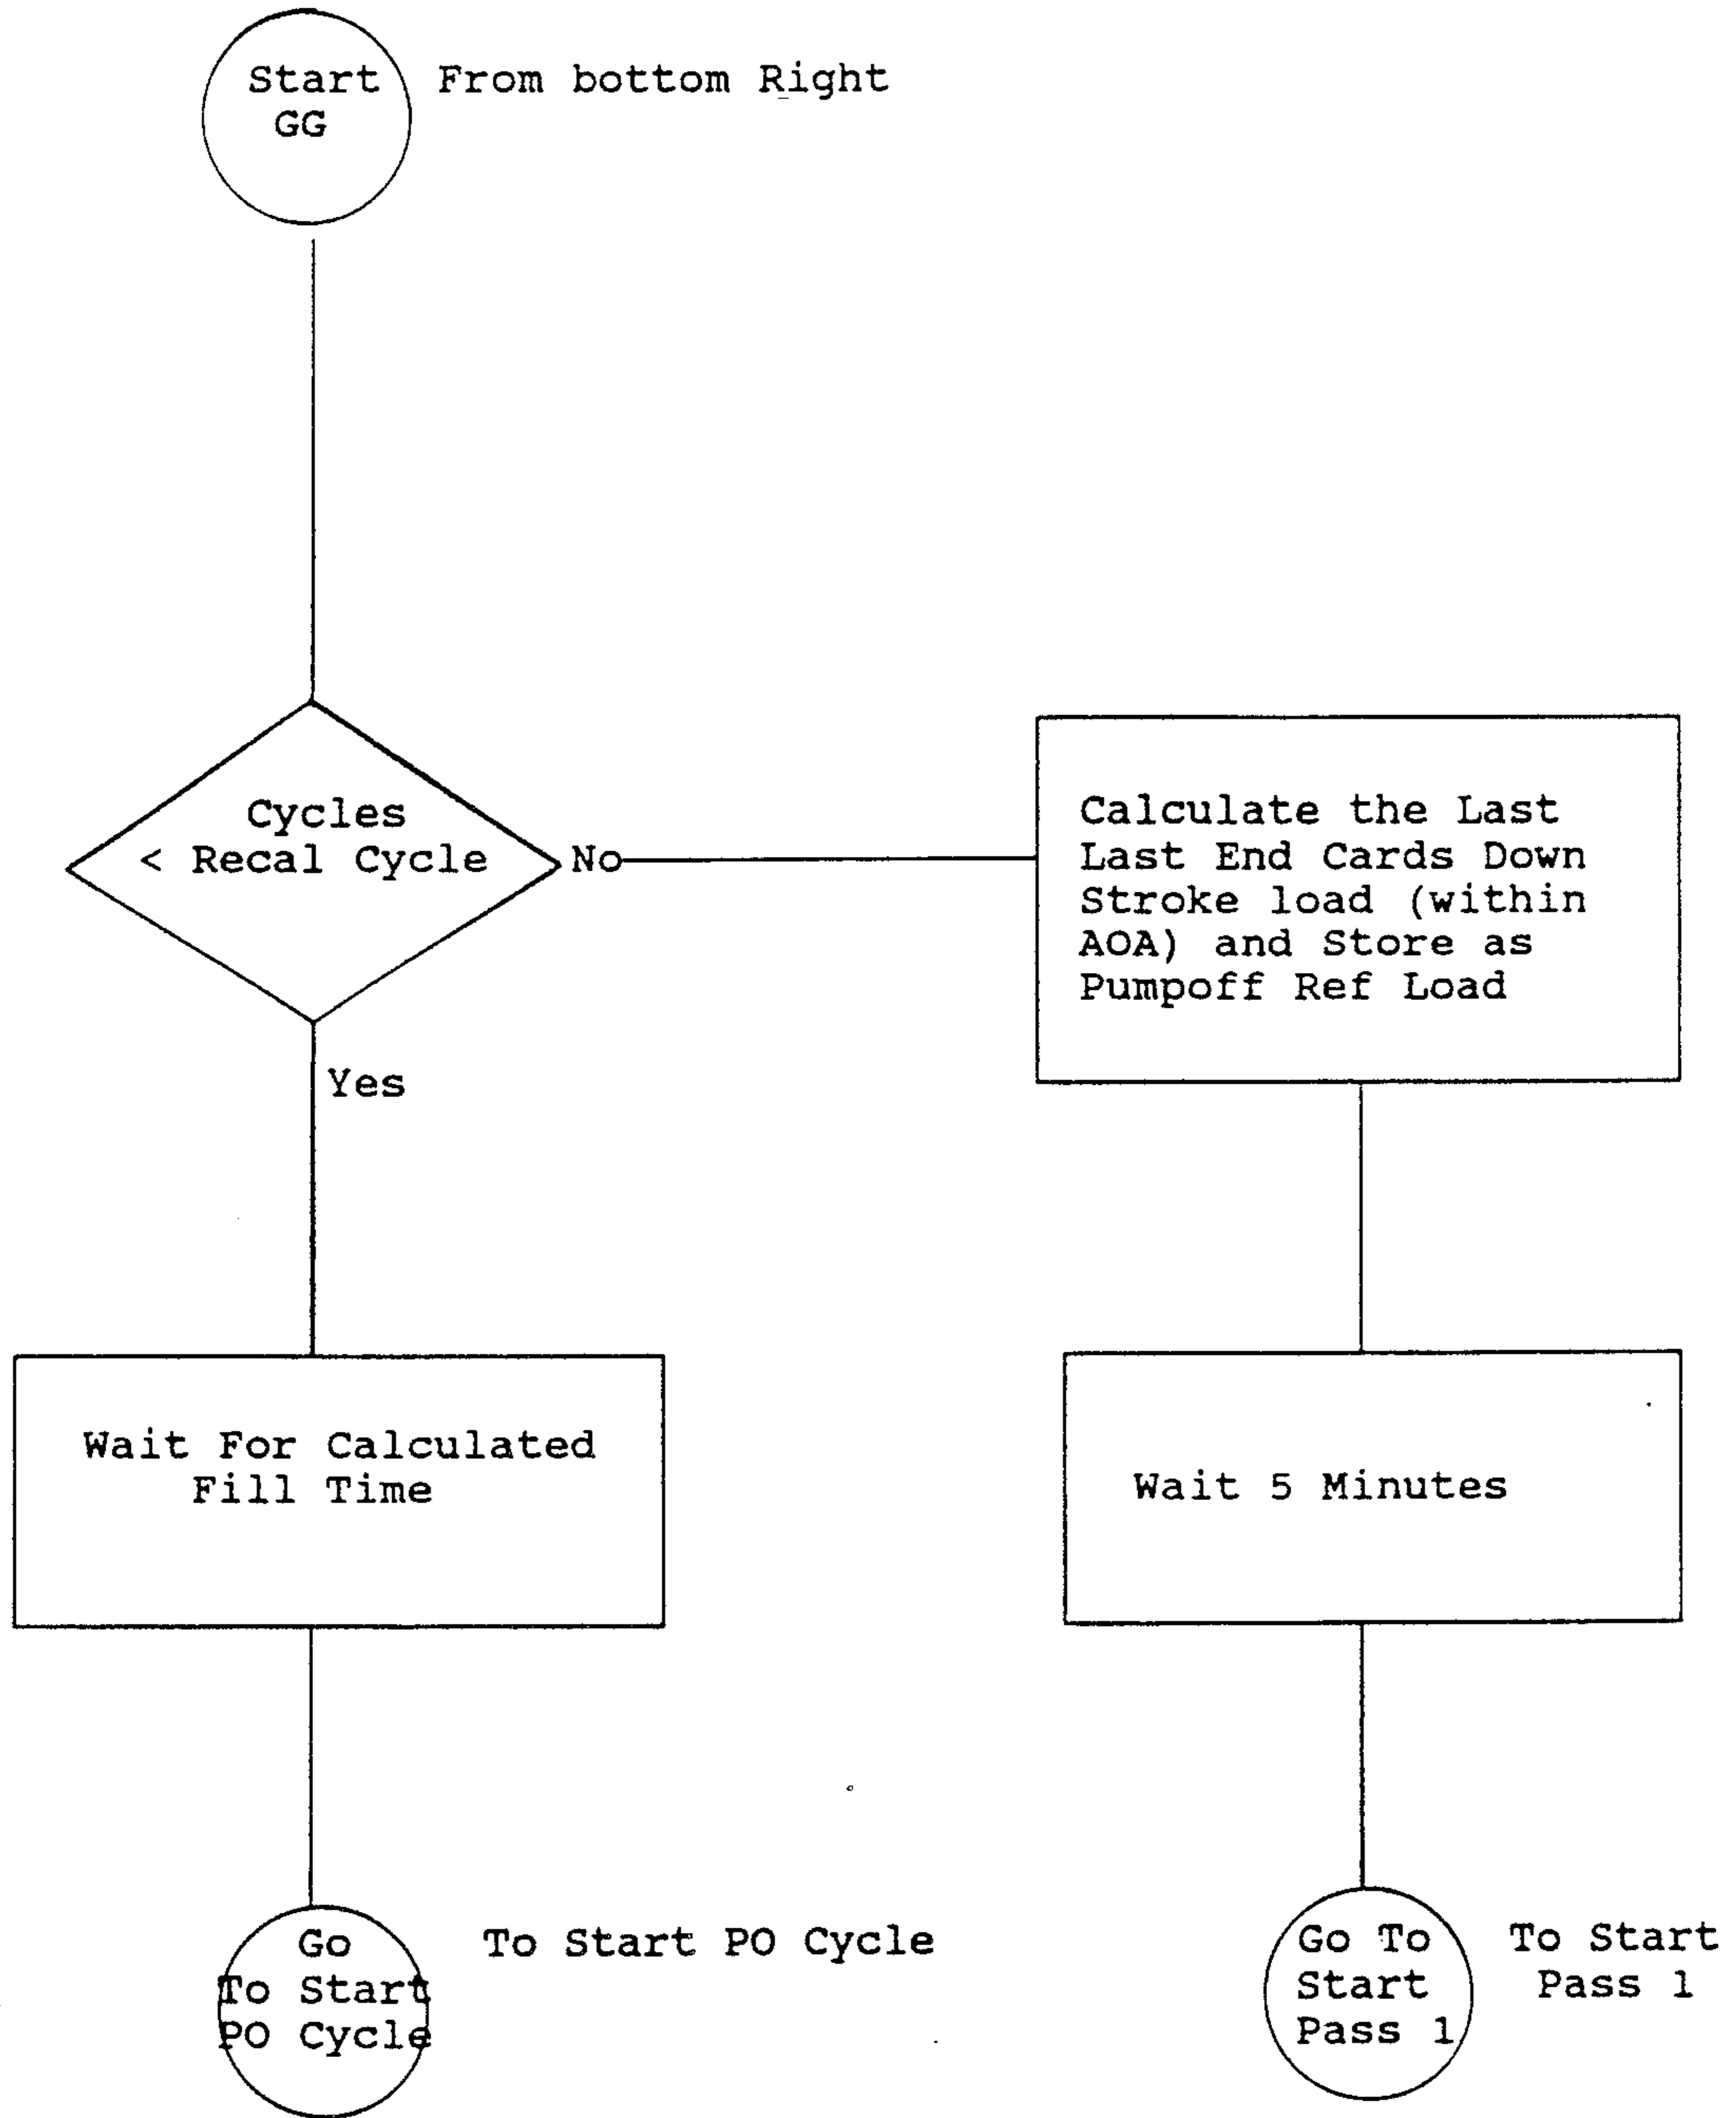 Start
GG
From bottom Right
Cycles
< Recal Cycle
No
Calculate the Last
Last End Cards Down
Stroke load (within
AOA) and Store as
Pumpoff Ref Load
Yes
Wait For Calculated
Fill Time
Wait 5 Minutes
Go
To Start
PO Cycle
To Start PO Cycle
Go To
Start
Pass 1
To Start
Pass 1